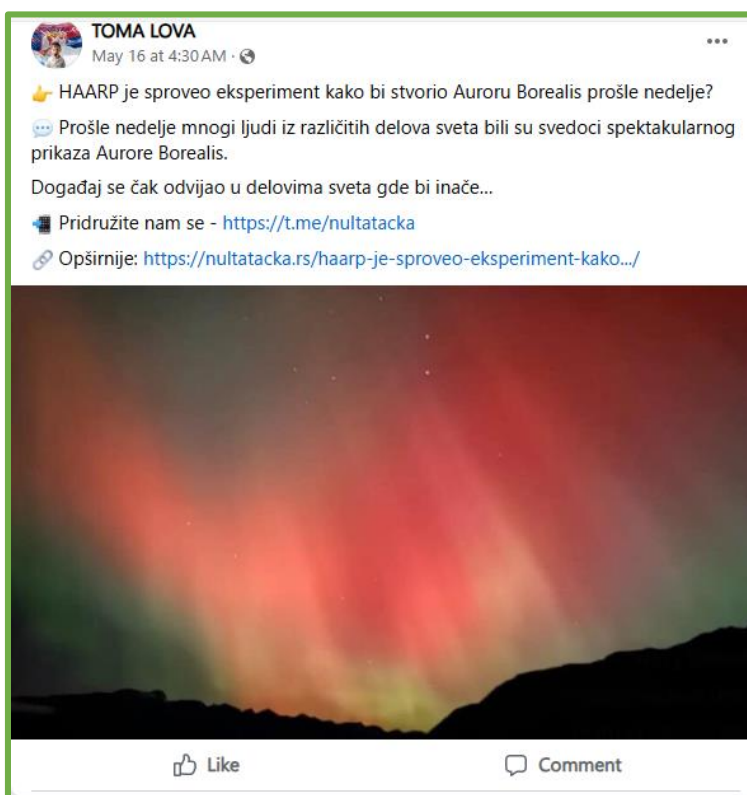 TOMA LOVA
May 16 at 4:30 AM ·
👉 HAARP je sproveo eksperiment kako bi stvorio Auroru Borealis prošle nedelje?
💬 Prošle nedelje mnogi ljudi iz različitih delova sveta bili su svedoci spektakularnog
prikaza Aurore Borealis.
Događaj se čak odvijao u delovima sveta gde bi inače...
📲 Pridružite nam se - https://t.me/nultatacka
🔗 Opširnije: https://nultatacka.rs/haarp-je-sproveo-eksperiment-kako.../
Like
Comment